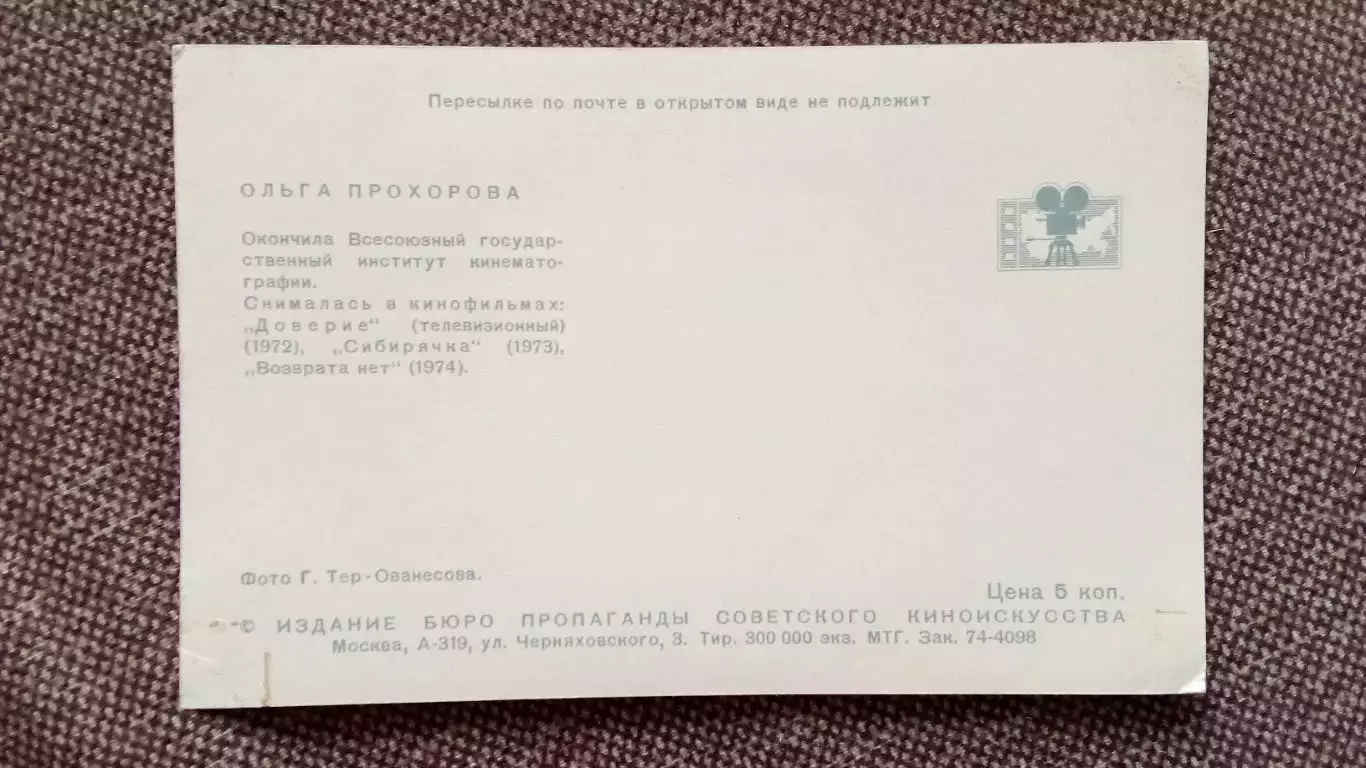 Пересылке по почте в открытом виде не подлежит
ОЛЬГА ПРОХОРОВА
Окончила Всесоюзный государ-
ственный институт кинемато-
графии.
Снималась в кинофильмах:
„Доверие“ (телевизионный)
(1972), „Сибирячка“ (1973),
„Возврата нет“ (1974).
Фото Г. Тер-Ованесова.
Цена 5 коп.
© ИЗДАНИЕ БЮРО ПРОПАГАНДЫ СОВЕТСКОГО КИНОИСКУССТВА
Москва, А-319, ул. Черняховского, 3. Тир. 300 000 экз. МТГ. Зак. 74-4098